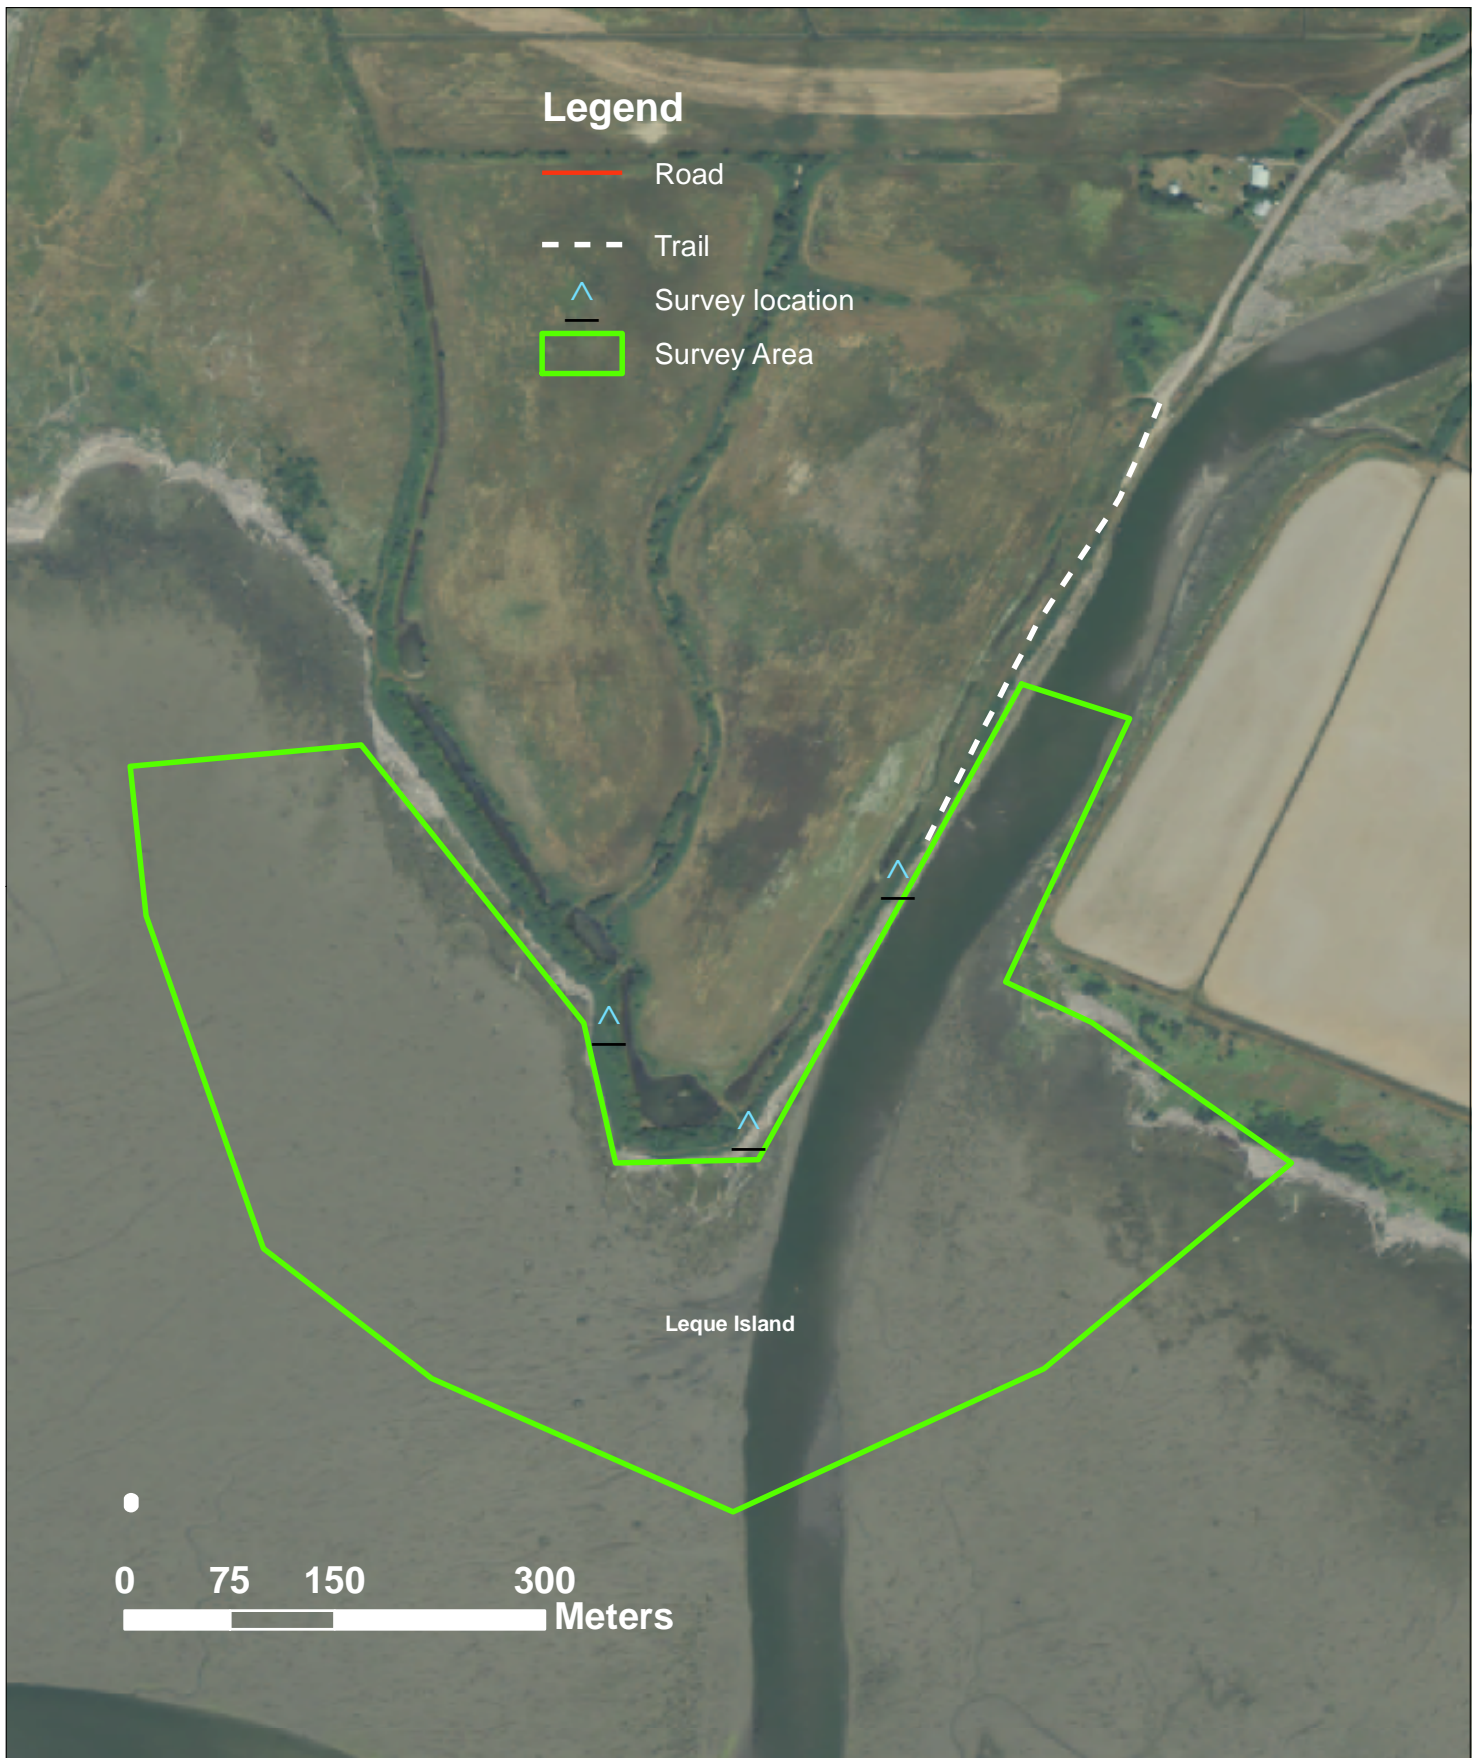 Legend
Road
Trail
Survey location
Survey Area
Leque Island
0 75 150 300
Meters